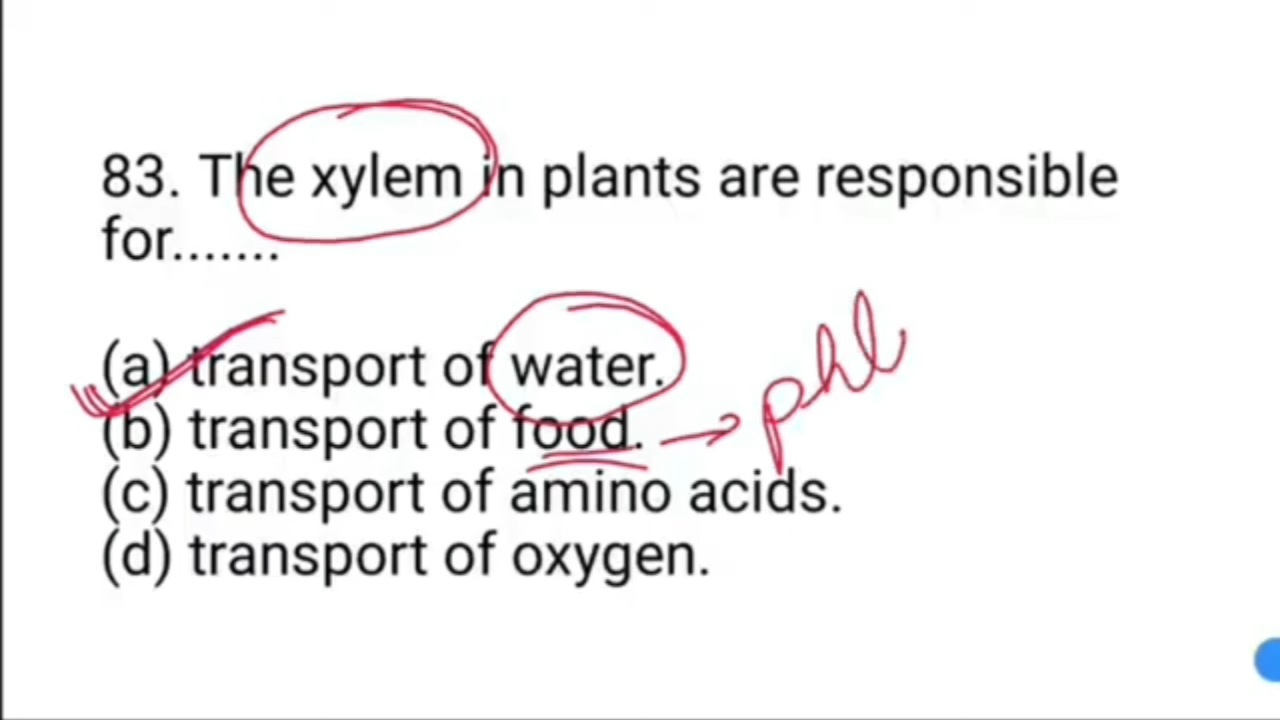 83. The xylem in plants are responsible
for.......
(a) transport of water.
(b) transport of food. → phl
(c) transport of amino acids.
(d) transport of oxygen.